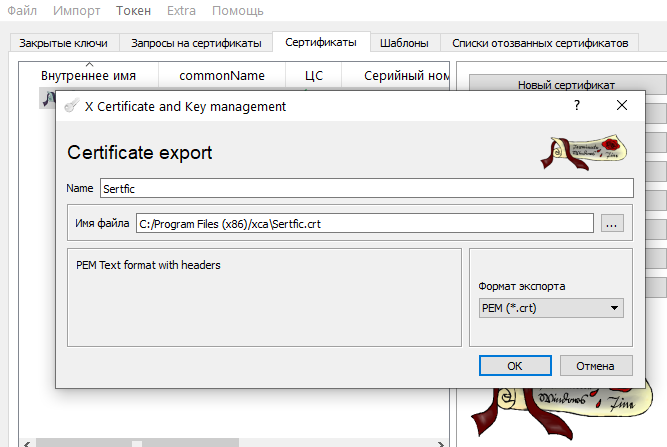 Файл Импорт Токен Extra Помощь
Закрытые ключи Запросы на сертификаты Сертификаты Шаблоны Списки отозванных сертификатов
Внутреннее имя commonName ЦС Серийный ном
Новый сертификат
X Certificate and Key management ? ×
Certificate export
Name Sertfic
Имя файла C:/Program Files (x86)/xca\Sertfic.crt ...
PEM Text format with headers
Формат экспорта
PEM (*.crt)
OK Отмена